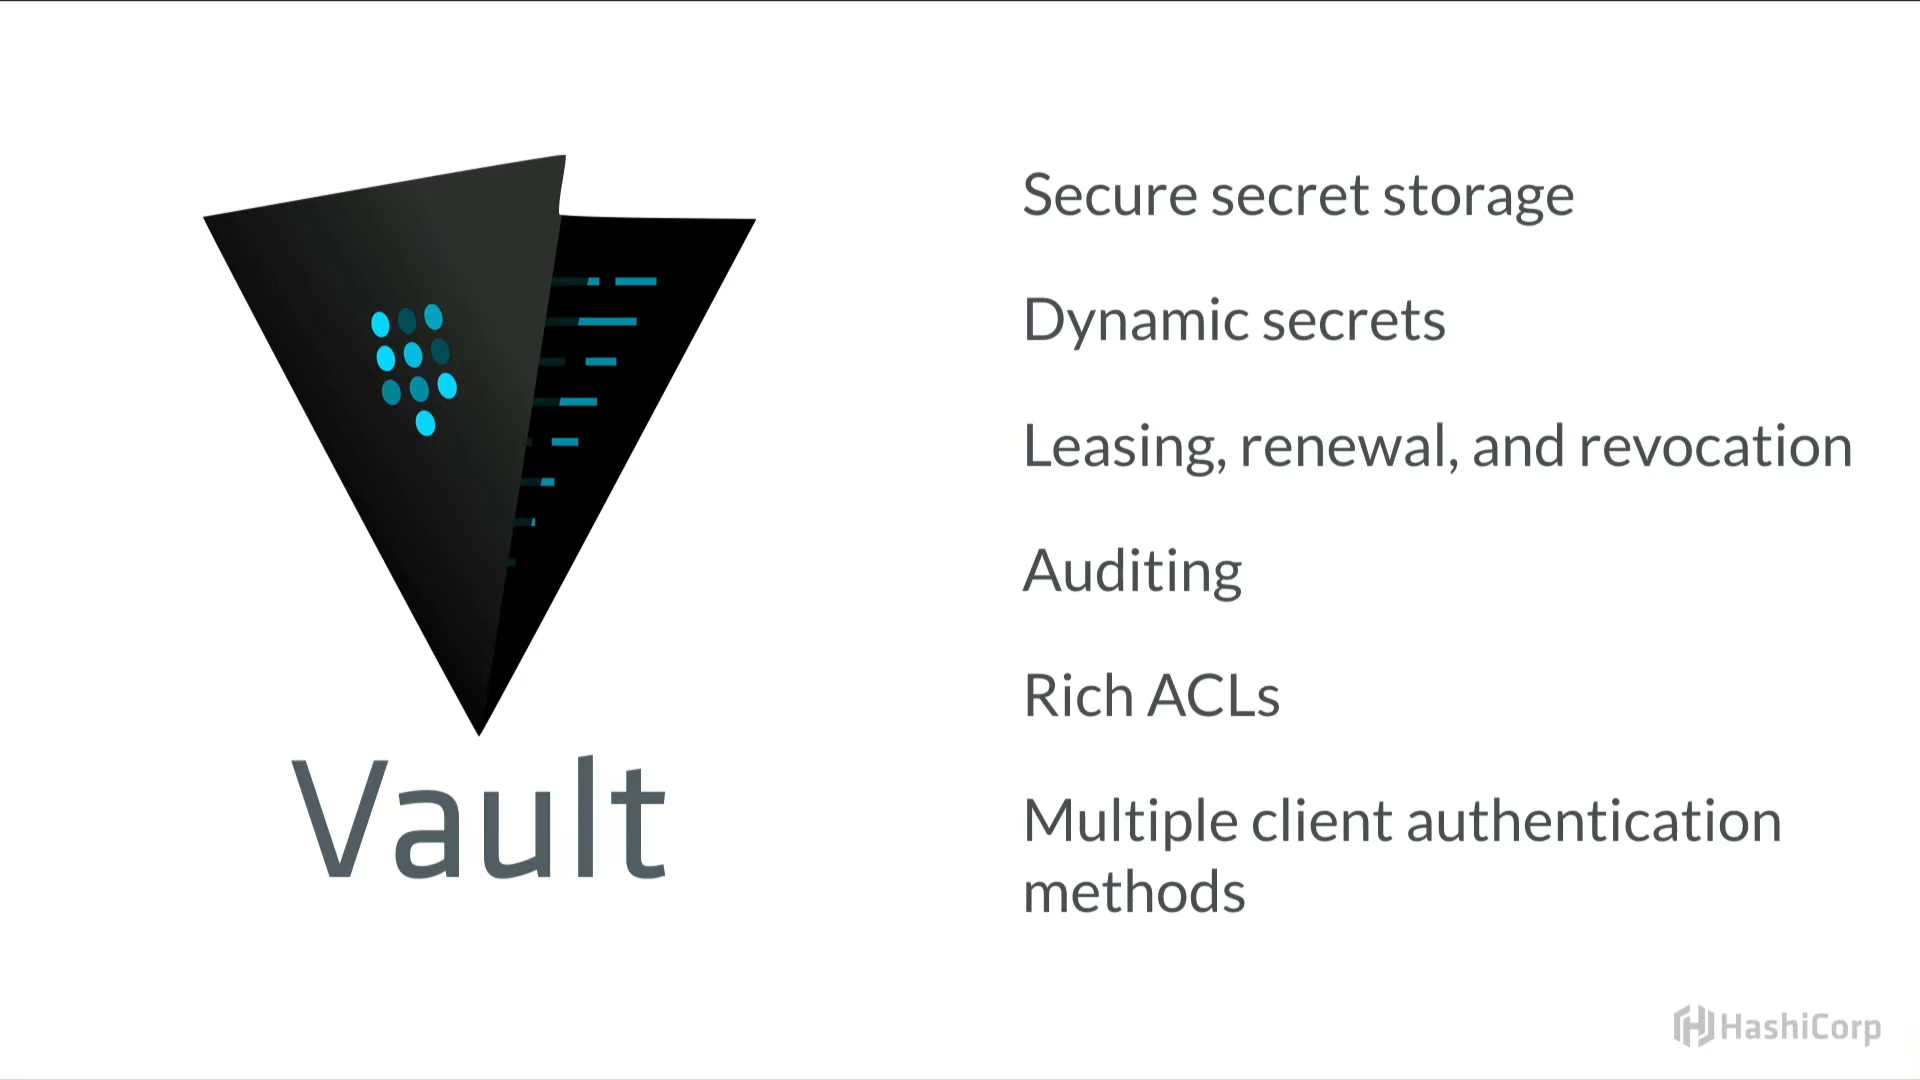 Vault
Secure secret storage
Dynamic secrets
Leasing, renewal, and revocation
Auditing
Rich ACLs
Multiple client authentication
methods
HashiCorp